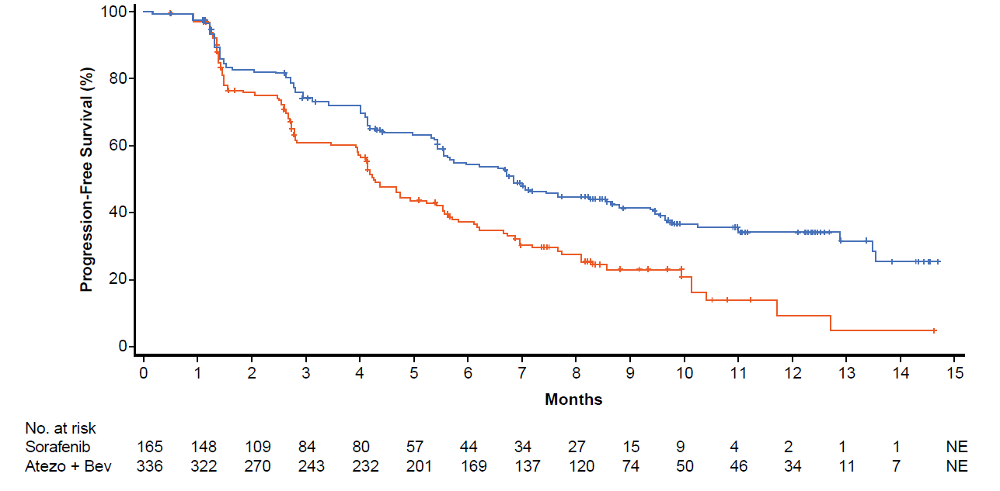 100
80
60
40
20
0
Progression-Free Survival (%)
0 1 2 3 4 5 6 7 8 9 10 11 12 13 14 15
Months
No. at risk
Sorafenib 165 148 109 84 80 57 44 34 27 15 9 4 2 1 1 NE
Atezo + Bev 336 322 270 243 232 201 169 137 120 74 50 46 34 11 7 NE